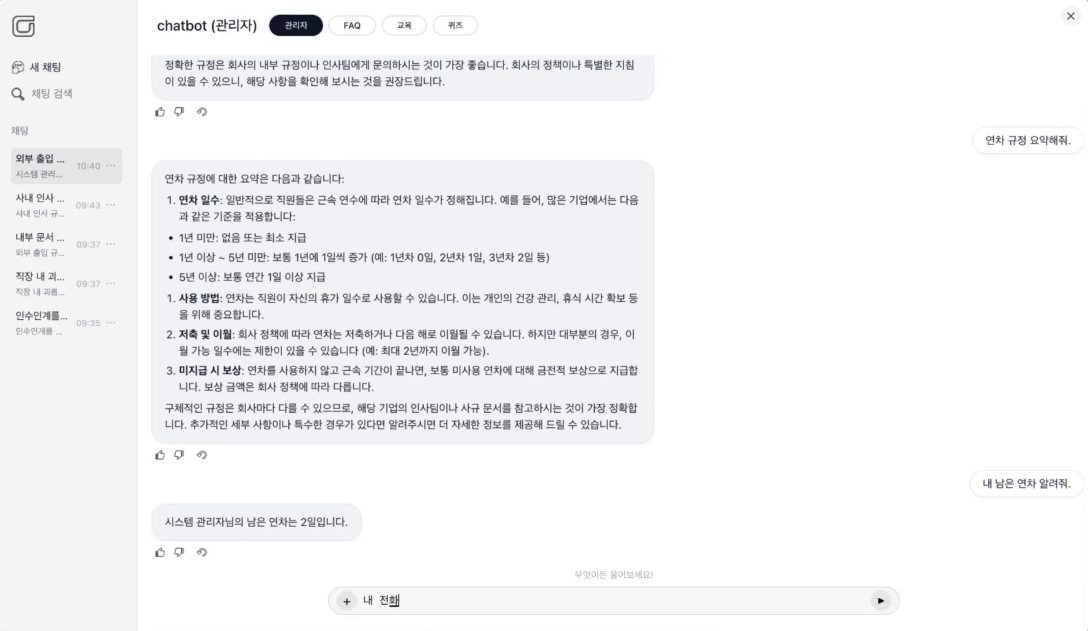 chatbot (관리자)
관리자
FAQ
교육
퀴즈
새 채팅
채팅 검색
채팅
외부 출입 ...
10:40
시스템 관리...
사내 인사 ...
09:43
사내 인사 규...
내부 문서 ...
09:37
외부 출입 규...
직장 내 괴...
09:37
직장 내 괴롭...
인수인계를...
09:35
인수인계를 ...
정확한 규정은 회사의 내부 규정이나 인사팀에게 문의하시는 것이 가장 좋습니다. 회사의 정책이나 특별한 지침
이 있을 수 있으니, 해당 사항을 확인해 보시는 것을 권장드립니다.
연차 규정 요약해줘.
연차 규정에 대한 요약은 다음과 같습니다:
1. 연차 일수: 일반적으로 직원들은 근속 연수에 따라 연차 일수가 정해집니다. 예를 들어, 많은 기업에서는 다음
과 같은 기준을 적용합니다:
• 1년 미만: 없음 또는 최소 지급
• 1년 이상 ~ 5년 미만: 보통 1년에 1일씩 증가 (예: 1년차 0일, 2년차 1일, 3년차 2일 등)
• 5년 이상: 보통 연간 1일 이상 지급
1. 사용 방법: 연차는 직원이 자신의 휴가 일수로 사용할 수 있습니다. 이는 개인의 건강 관리, 휴식 시간 확보 등
을 위해 중요합니다.
2. 저축 및 이월: 회사 정책에 따라 연차는 저축하거나 다음 해로 이월될 수 있습니다. 하지만 대부분의 경우, 이
월 가능 일수에는 제한이 있을 수 있습니다 (예: 최대 2년까지 이월 가능).
3. 미지급 시 보상: 연차를 사용하지 않고 근속 기간이 끝나면, 보통 미사용 연차에 대해 금전적 보상으로 지급합
니다. 보상 금액은 회사 정책에 따라 다릅니다.
구체적인 규정은 회사마다 다를 수 있으므로, 해당 기업의 인사팀이나 사규 문서를 참고하시는 것이 가장 정확합
니다. 추가적인 세부 사항이나 특수한 경우가 있다면 알려주시면 더 자세한 정보를 제공해 드릴 수 있습니다.
내 남은 연차 알려줘.
시스템 관리자님의 남은 연차는 2일입니다.
무엇이든 물어보세요!
내 전화